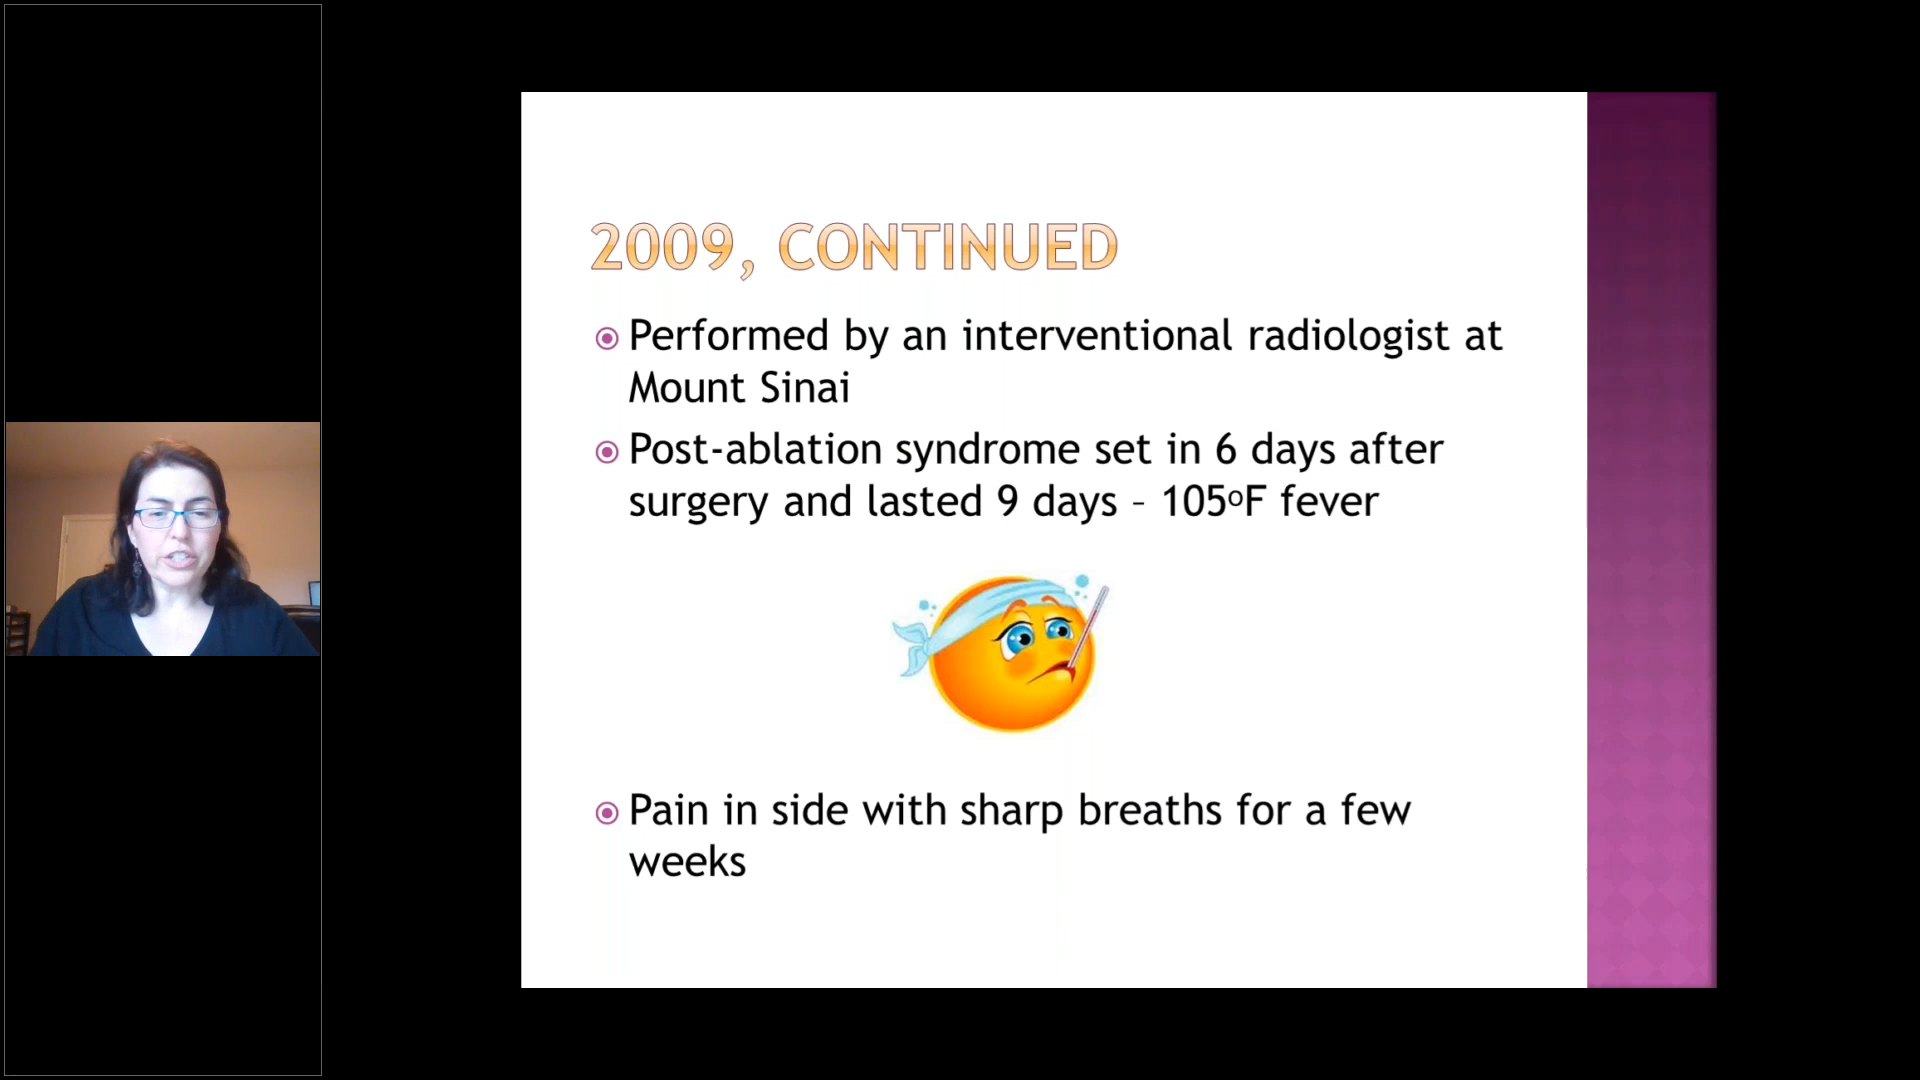 2009, CONTINUED
Performed by an interventional radiologist at
Mount Sinai
Post-ablation syndrome set in 6 days after
surgery and lasted 9 days – 105ºF fever
Pain in side with sharp breaths for a few
weeks